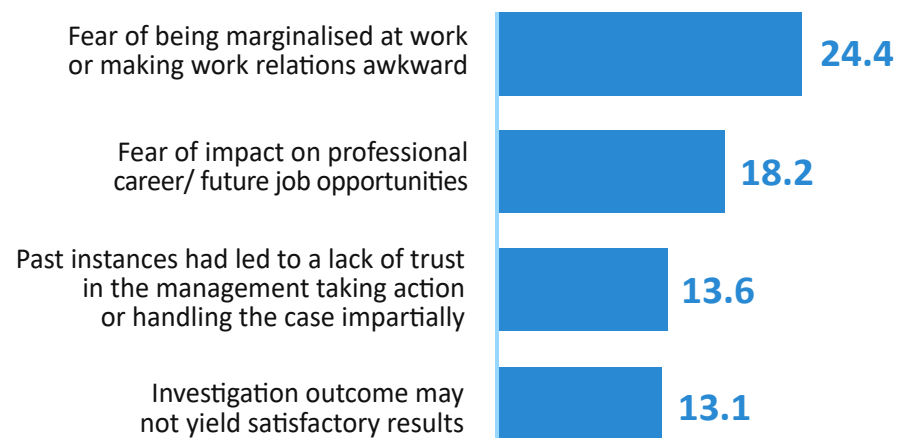 Fear of being marginalised at work
or making work relations awkward
24.4
Fear of impact on professional
career/ future job opportunities
18.2
Past instances had led to a lack of trust
in the management taking action
or handling the case impartially
13.6
Investigation outcome may
not yield satisfactory results
13.1